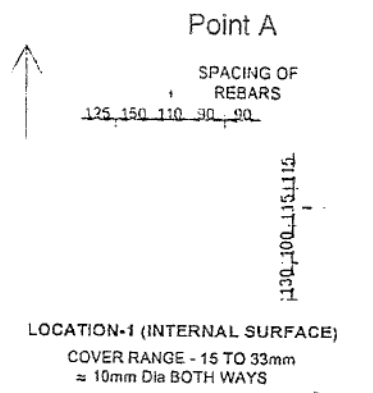 Point A
SPACING OF
REBARS
125 150 110 90 90
130 100 115 115
LOCATION-1 (INTERNAL SURFACE)
COVER RANGE - 15 TO 33mm
≈ 10mm Dia BOTH WAYS